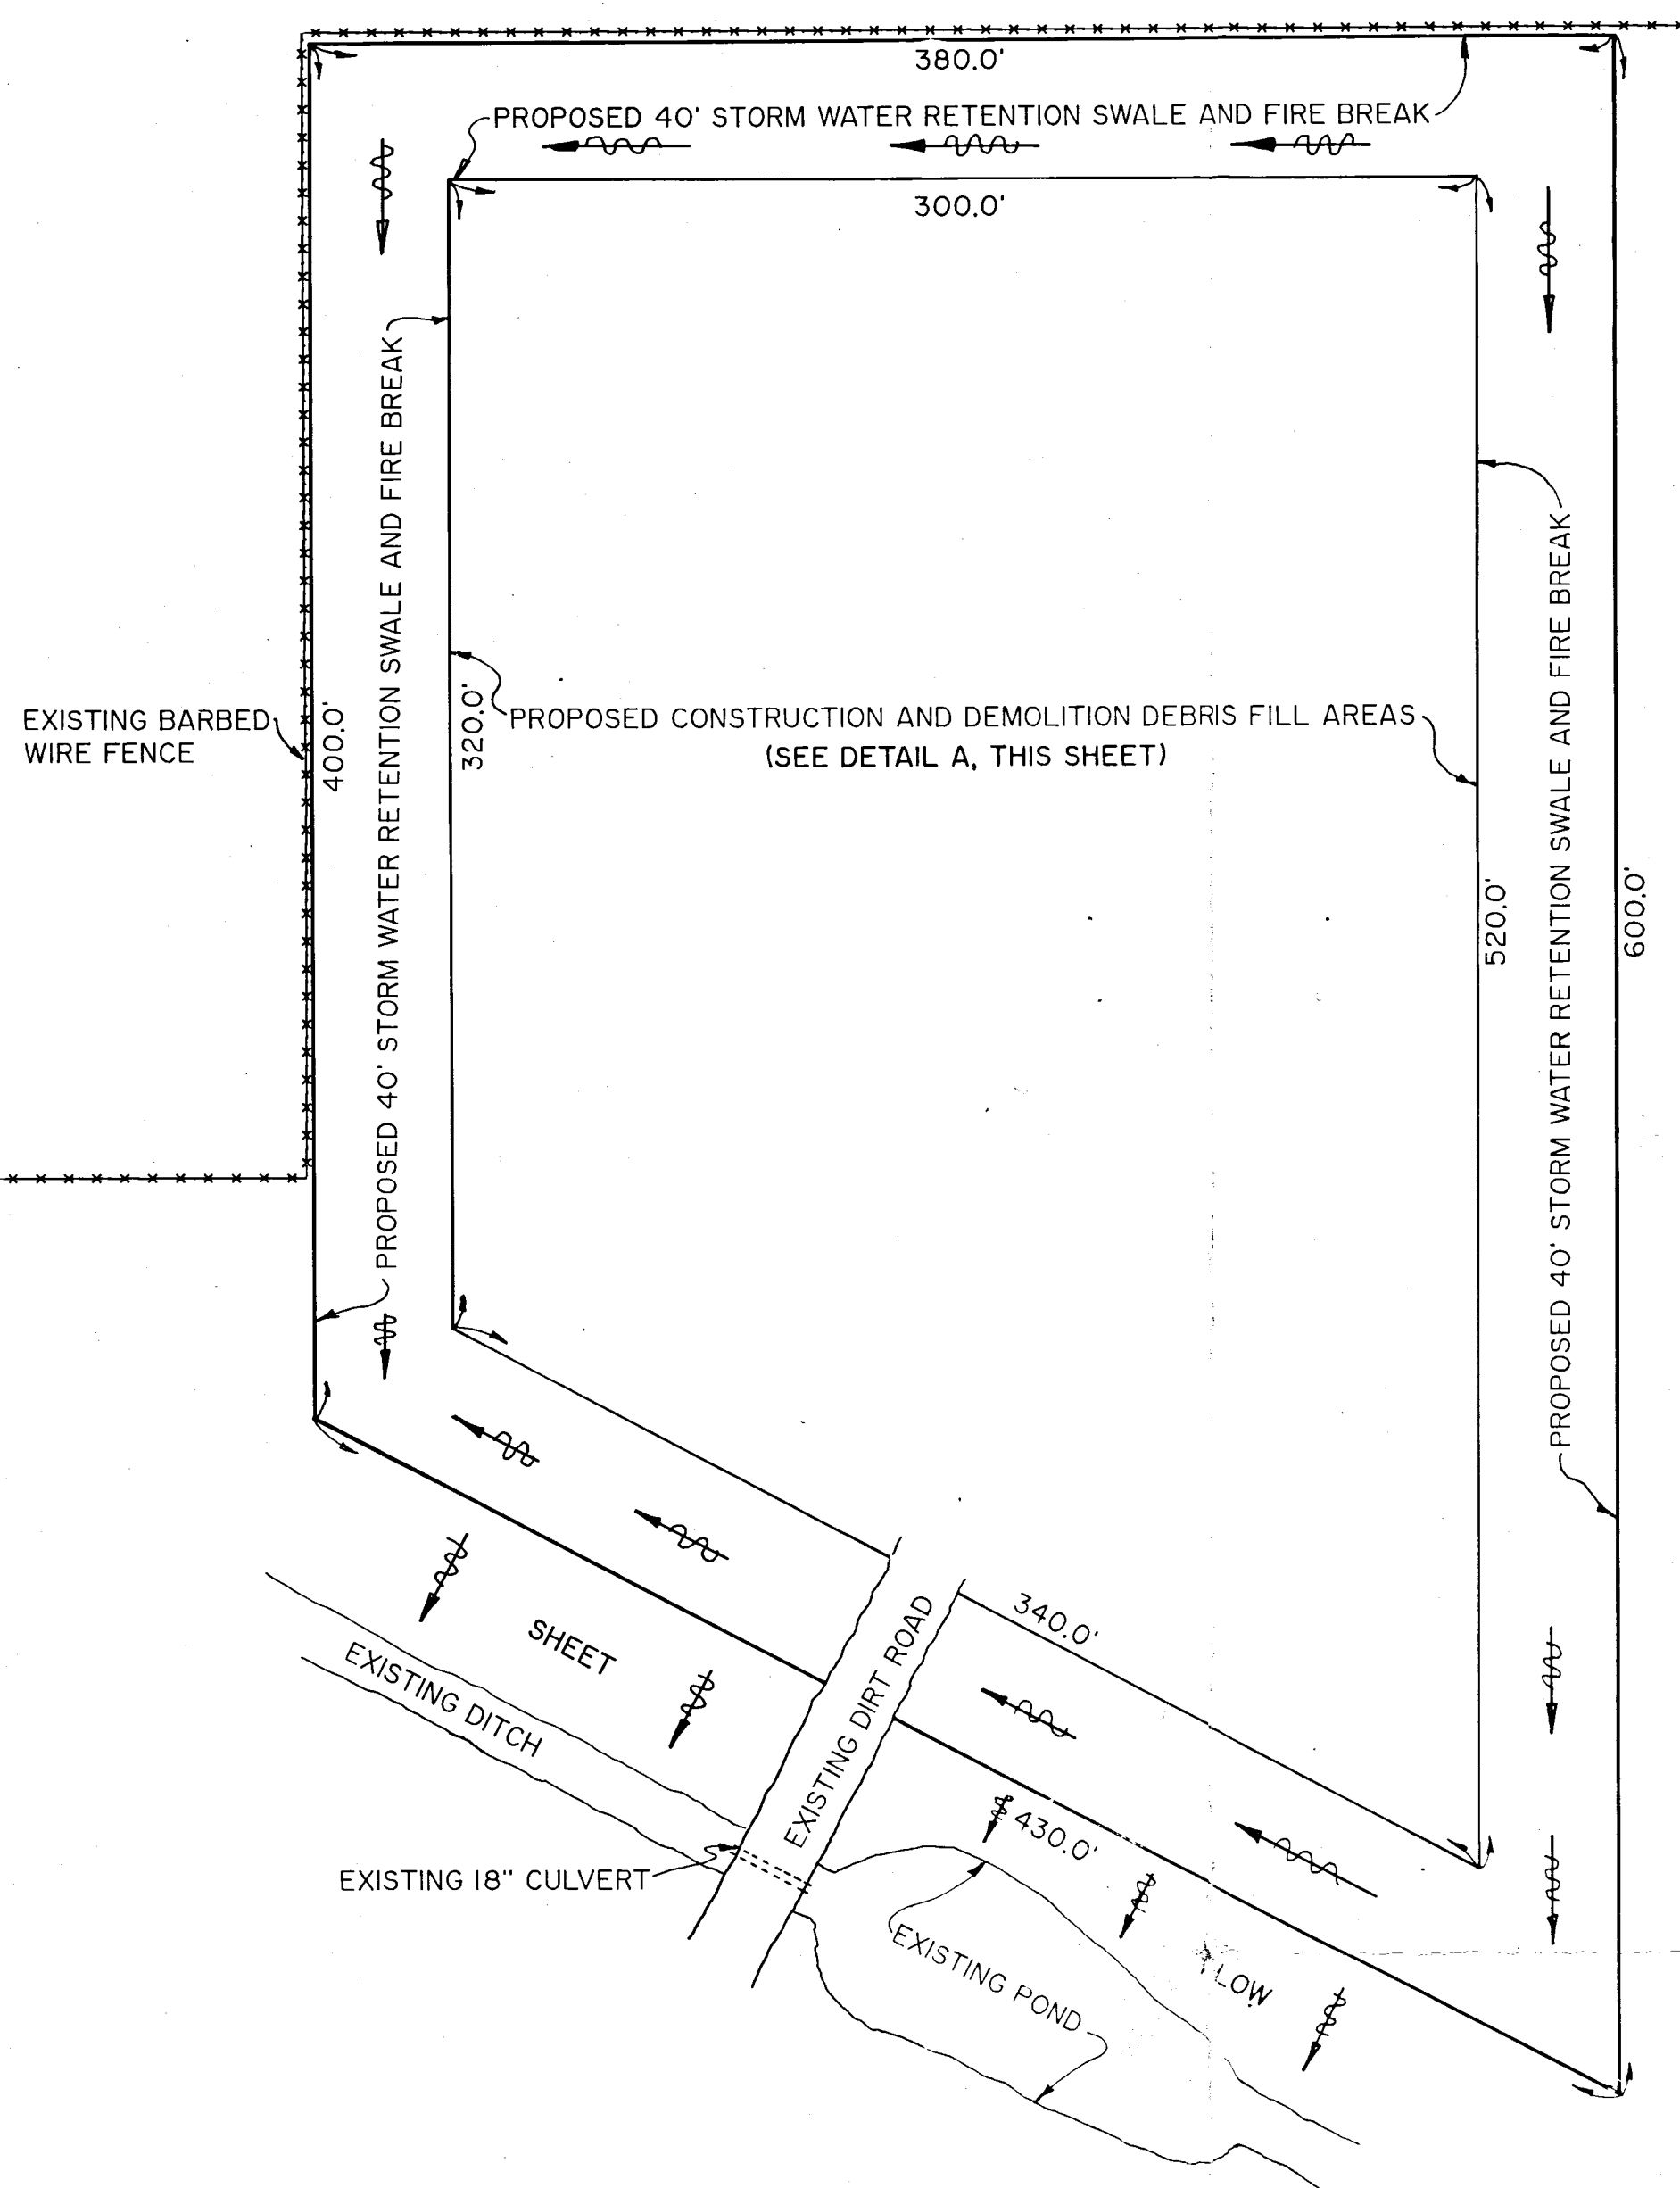 380.0'
PROPOSED 40' STORM WATER RETENTION SWALE AND FIRE BREAK
300.0'
PROPOSED 40' STORM WATER RETENTION SWALE AND FIRE BREAK
PROPOSED 40' STORM WATER RETENTION SWALE AND FIRE BREAK
EXISTING BARBED
WIRE FENCE
400.0'
320.0'
PROPOSED CONSTRUCTION AND DEMOLITION DEBRIS FILL AREAS
(SEE DETAIL A, THIS SHEET)
520.0'
600.0'
340.0'
SHEET
EXISTING DITCH
EXISTING DIRT ROAD
430.0'
EXISTING 18" CULVERT
EXISTING POND
FLOW